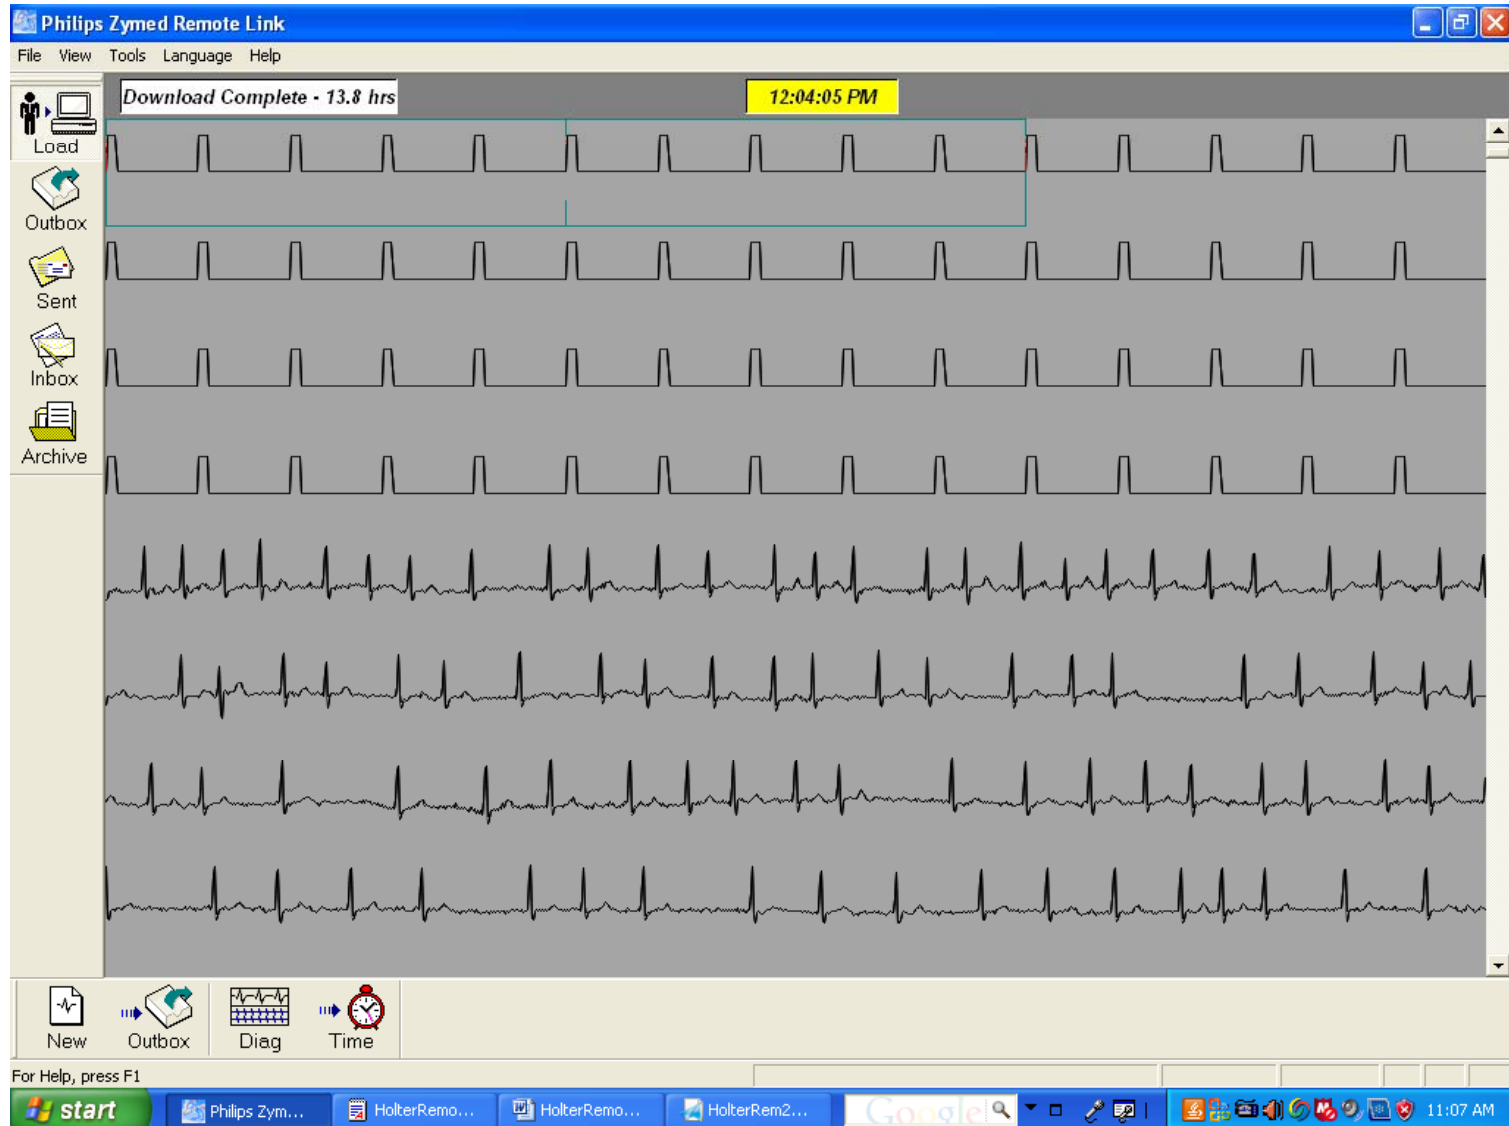 Philips Zymed Remote Link
File View Tools Language Help
Download Complete - 13.8 hrs
12:04:05 PM
Load
Outbox
Sent
Inbox
Archive
New
Outbox
Diag
Time
For Help, press F1
start
Philips Zym...
HolterRemo...
HolterRemo...
HolterRem2...
Google
11:07 AM